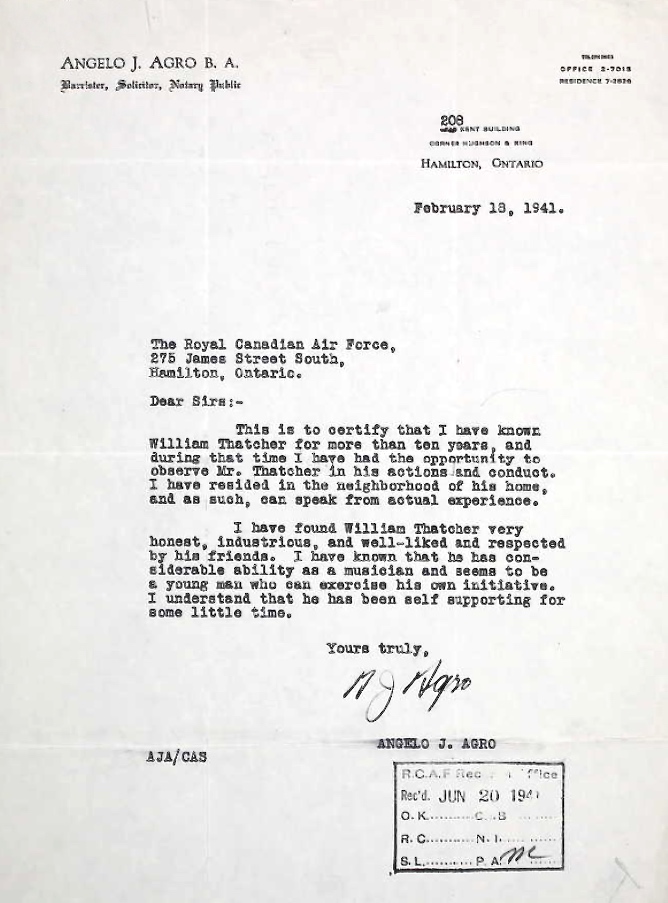 ANGELO J. AGRO B. A.
Barrister, Solicitor, Notary Public
TELEPHONES
OFFICE 2-7015
RESIDENCE 7-2636
208
KENT BUILDING
CORNER HUGHSON & KING
HAMILTON, ONTARIO
February 18, 1941.
The Royal Canadian Air Force,
275 James Street South,
Hamilton, Ontario.
Dear Sirs:-
This is to certify that I have known
William Thatcher for more than ten years, and
during that time I have had the opportunity to
observe Mr. Thatcher in his actions and conduct.
I have resided in the neighborhood of his home,
and as such, can speak from actual experience.
I have found William Thatcher very
honest, industrious, and well-liked and respected
by his friends. I have known that he has con-
siderable ability as a musician and seems to be
a young man who can exercise his own initiative.
I understand that he has been self supporting for
some little time.
Yours truly,
A J Agro
ANGELO J. AGRO
AJA/CAS
R.C.A.F Office
Rec'd. JUN 20 1941
O.K...........C..B ..........
R.C...........N.I...........
S.L...........P.A.